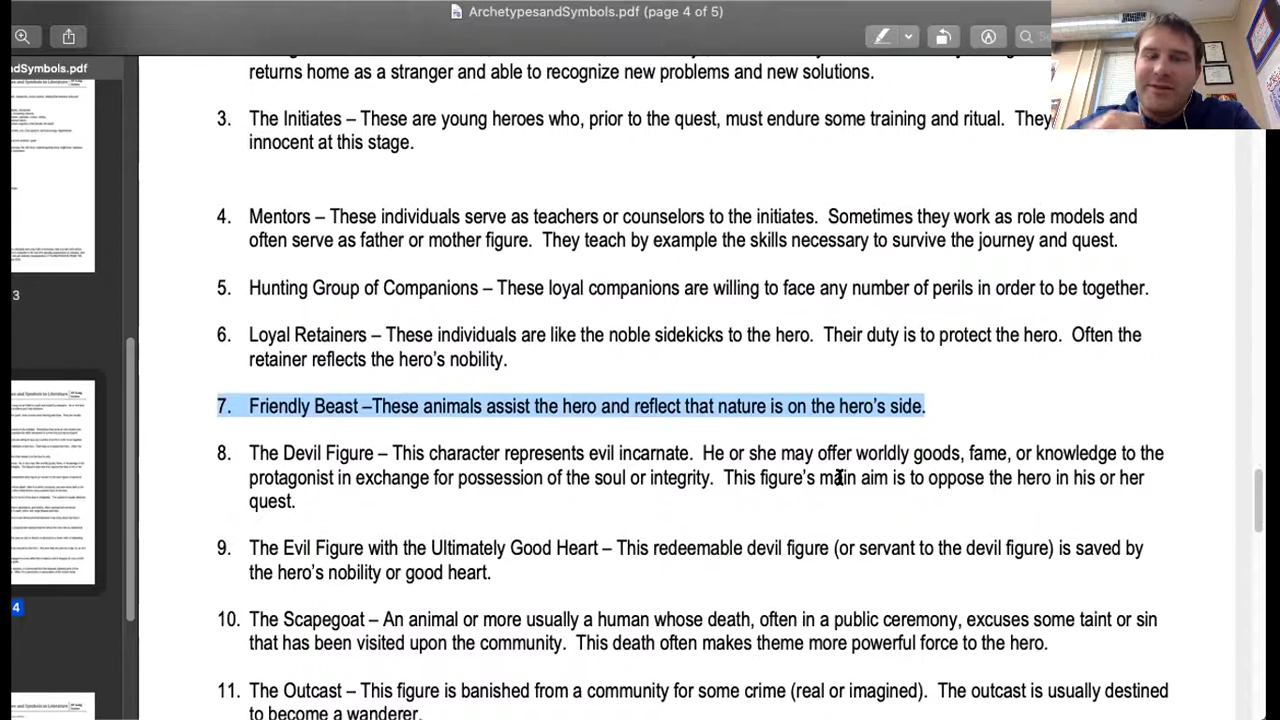 ArchetypesandSymbols.pdf (page 4 of 5)
dSymbols.pdf
returns home as a stranger and able to recognize new problems and new solutions.
3. The Initiates – These are young heroes who, prior to the quest, must endure some training and ritual. They
innocent at this stage.
4. Mentors – These individuals serve as teachers or counselors to the initiates. Sometimes they work as role models and
often serve as father or mother figure. They teach by example the skills necessary to survive the journey and quest.
5. Hunting Group of Companions – These loyal companions are willing to face any number of perils in order to be together.
6. Loyal Retainers – These individuals are like the noble sidekicks to the hero. Their duty is to protect the hero. Often the
retainer reflects the hero's nobility.
7. Friendly Beast –These animals assist the hero and reflect that nature is on the hero's side.
8. The Devil Figure – This character represents evil incarnate. He or she may offer worldly goods, fame, or knowledge to the
protagonist in exchange for possession of the soul or integrity. The figure's main aim is to oppose the hero in his or her
quest.
9. The Evil Figure with the Ultimately Good Heart – This redeemable devil figure (or servant to the devil figure) is saved by
the hero's nobility or good heart.
10. The Scapegoat – An animal or more usually a human whose death, often in a public ceremony, excuses some taint or sin
that has been visited upon the community. This death often makes theme more powerful force to the hero.
11. The Outcast – This figure is banished from a community for some crime (real or imagined). The outcast is usually destined
to become a wanderer.
3
4